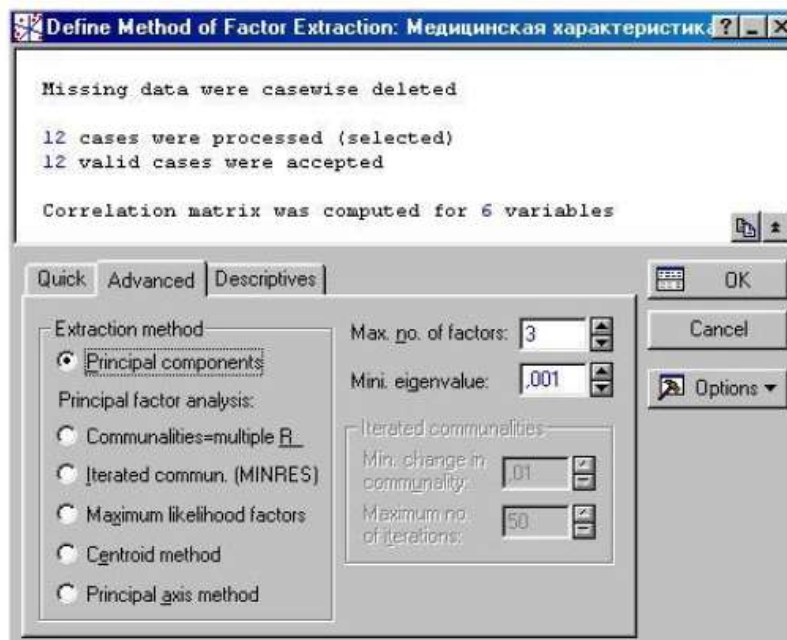 Define Method of Factor Extraction: Медицинская характеристика
Missing data were casewise deleted
12 cases were processed (selected)
12 valid cases were accepted
Correlation matrix was computed for 6 variables
Quick Advanced Descriptives
Extraction method
Principal components
Principal factor analysis:
Communalities=multiple R
Iterated commun. (MINRES)
Maximum likelihood factors
Centroid method
Principal axis method
Max. no. of factors: 3
Mini. eigenvalue: ,001
Iterated communalities
Min. change in
communality: ,01
Maximum no.
of iterations: 50
OK
Cancel
Options